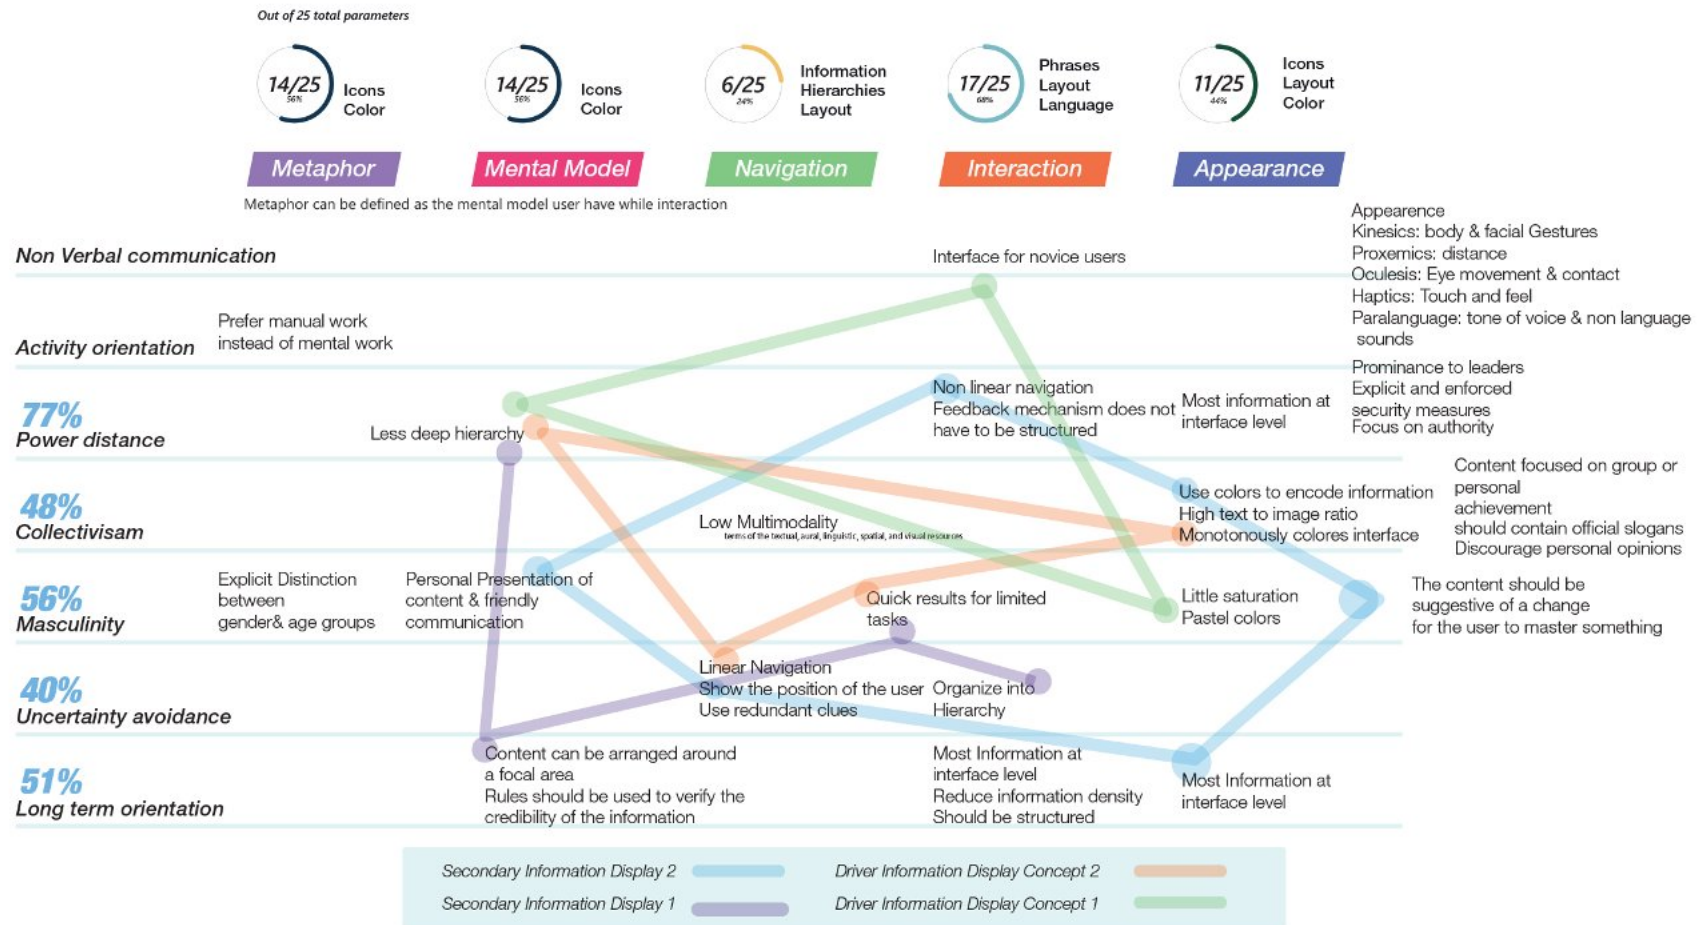 Out of 25 total parameters
14/25
56%
Icons
Color
14/25
56%
Icons
Color
6/25
24%
Information
Hierarchies
Layout
17/25
68%
Phrases
Layout
Language
11/25
44%
Icons
Layout
Color
Metaphor
Mental Model
Navigation
Interaction
Appearance
Metaphor can be defined as the mental model user have while interaction
Non Verbal communication
Interface for novice users
Appearence
Kinesics: body & facial Gestures
Proxemics: distance
Oculesis: Eye movement & contact
Haptics: Touch and feel
Paralanguage: tone of voice & non language
sounds
Activity orientation
Prefer manual work
instead of mental work
77%
Power distance
Less deep hierarchy
Non linear navigation
Feedback mechanism does not
have to be structured
Most information at
interface level
Prominance to leaders
Explicit and enforced
security measures
Focus on authority
48%
Collectivisam
Low Multimodality
terms of the textual, aural, linguistic, spatial, and visual resources
Use colors to encode information
High text to image ratio
Monotonously colores interface
Content focused on group or
personal
achievement
should contain official slogans
Discourage personal opinions
56%
Masculinity
Explicit Distinction
between
gender& age groups
Personal Presentation of
content & friendly
communication
Quick results for limited
tasks
Little saturation
Pastel colors
The content should be
suggestive of a change
for the user to master something
40%
Uncertainty avoidance
Linear Navigation
Show the position of the user
Use redundant clues
Organize into
Hierarchy
51%
Long term orientation
Content can be arranged around
a focal area
Rules should be used to verify the
credibility of the information
Most Information at
interface level
Reduce information density
Should be structured
Most Information at
interface level
Secondary Information Display 2
Driver Information Display Concept 2
Secondary Information Display 1
Driver Information Display Concept 1